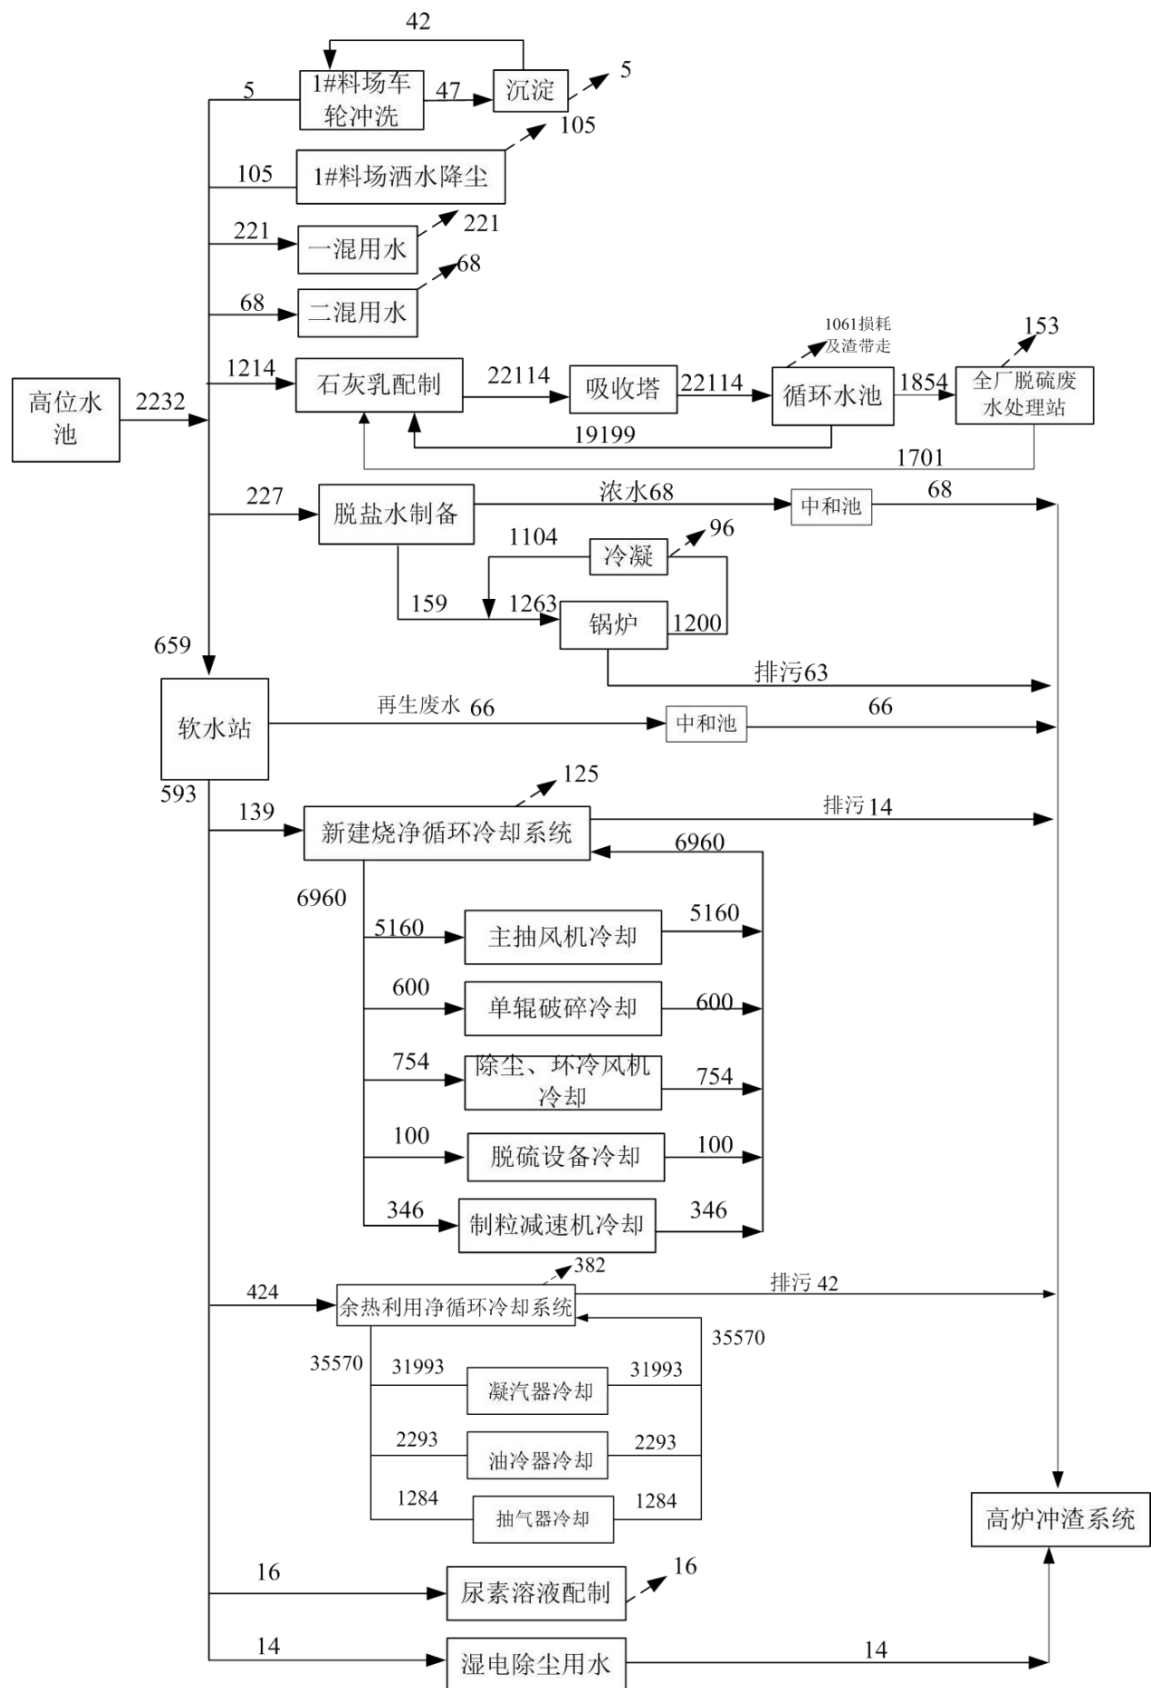 42
5
1#料场车
轮冲洗
47
沉淀
5
105
105
1#料场洒水降尘
221
一混用水
221
68
二混用水
68
高位水
池
2232
1214
石灰乳配制
22114
吸收塔
22114
1061损耗
及渣带走
循环水池
1854
153
全厂脱硫废
水处理站
19199
1701
227
脱盐水制备
浓水68
中和池
68
1104
冷凝
96
159
1263
锅炉
1200
排污63
659
软水站
再生废水 66
中和池
66
593
139
新建烧净循环冷却系统
125
排污14
6960
6960
5160
主抽风机冷却
5160
600
单辊破碎冷却
600
754
除尘、环冷风机
冷却
754
100
脱硫设备冷却
100
346
制粒减速机冷却
346
424
余热利用净循环冷却系统
382
排污 42
35570
35570
31993
凝汽器冷却
31993
2293
油冷器冷却
2293
1284
抽气器冷却
1284
高炉冲渣系统
16
尿素溶液配制
16
14
湿电除尘用水
14